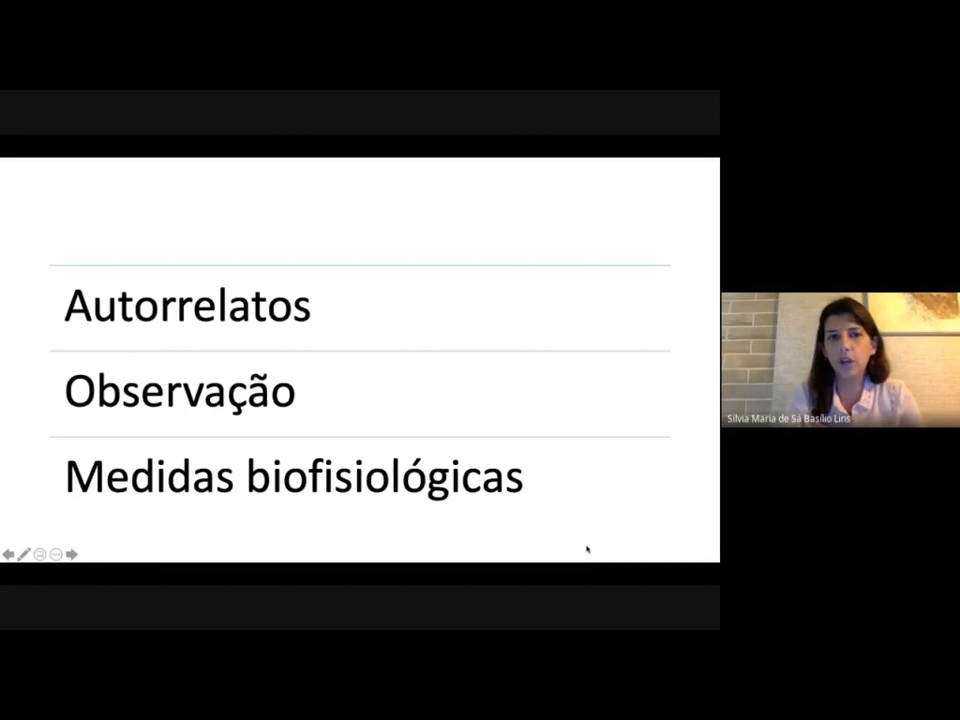 Autorrelatos
Observação
Medidas biofisiológicas
Silvia Maria de Sá Basílio Lins